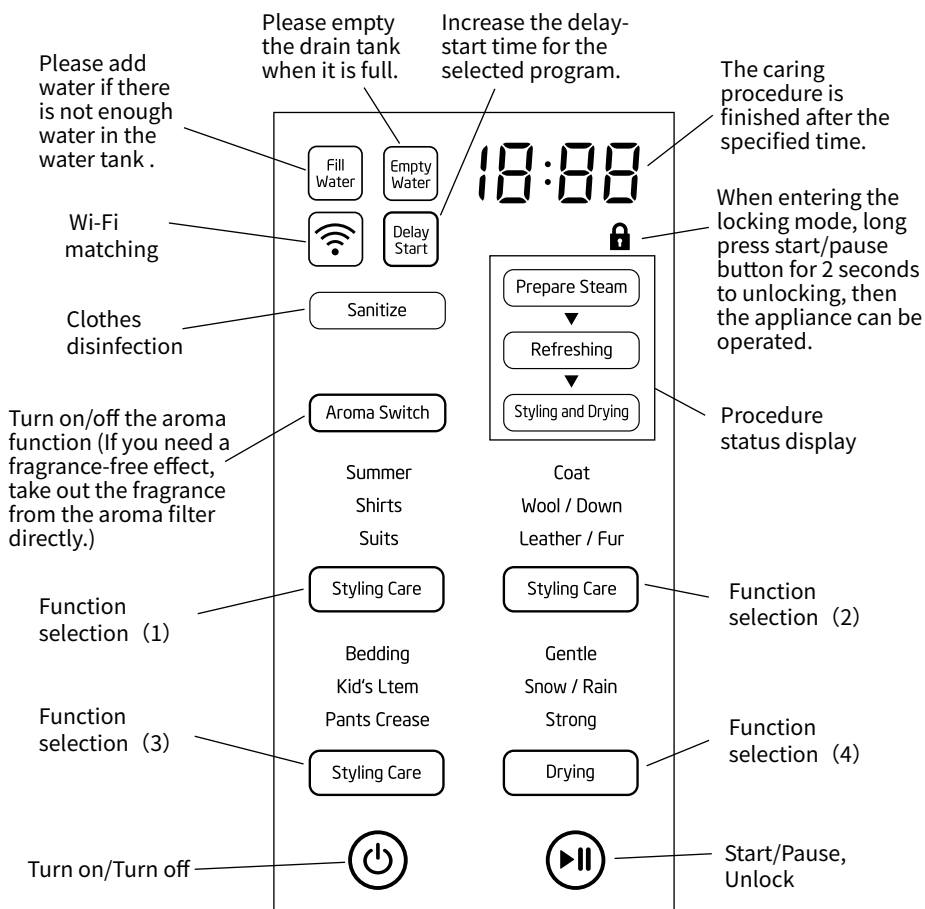 Please empty
the drain tank
when it is full.
Increase the delay-
start time for the
selected program.
Please add
water if there
is not enough
water in the
water tank .
The caring
procedure is
finished after the
specified time.
Fill
Water
Empty
Water
18:88
Wi-Fi
matching
Delay
Start
When entering the
locking mode, long
press start/pause
button for 2 seconds
to unlocking, then
the appliance can be
operated.
Clothes
disinfection
Sanitize
Prepare Steam
Refreshing
Styling and Drying
Procedure
status display
Turn on/off the aroma
function (If you need a
fragrance-free effect,
take out the fragrance
from the aroma filter
directly.)
Aroma Switch
Summer
Shirts
Suits
Coat
Wool / Down
Leather / Fur
Function
selection（1）
Styling Care
Styling Care
Function
selection（2）
Bedding
Kid's Ltem
Pants Crease
Gentle
Snow / Rain
Strong
Function
selection（3）
Styling Care
Drying
Function
selection（4）
Turn on/Turn off
Start/Pause,
Unlock